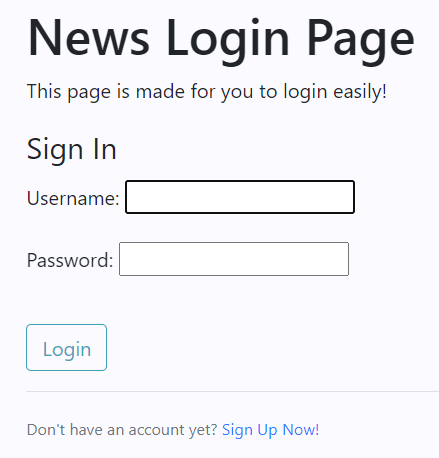 News Login Page
This page is made for you to login easily!
Sign In
Username:
Password:
Login
Don't have an account yet? Sign Up Now!